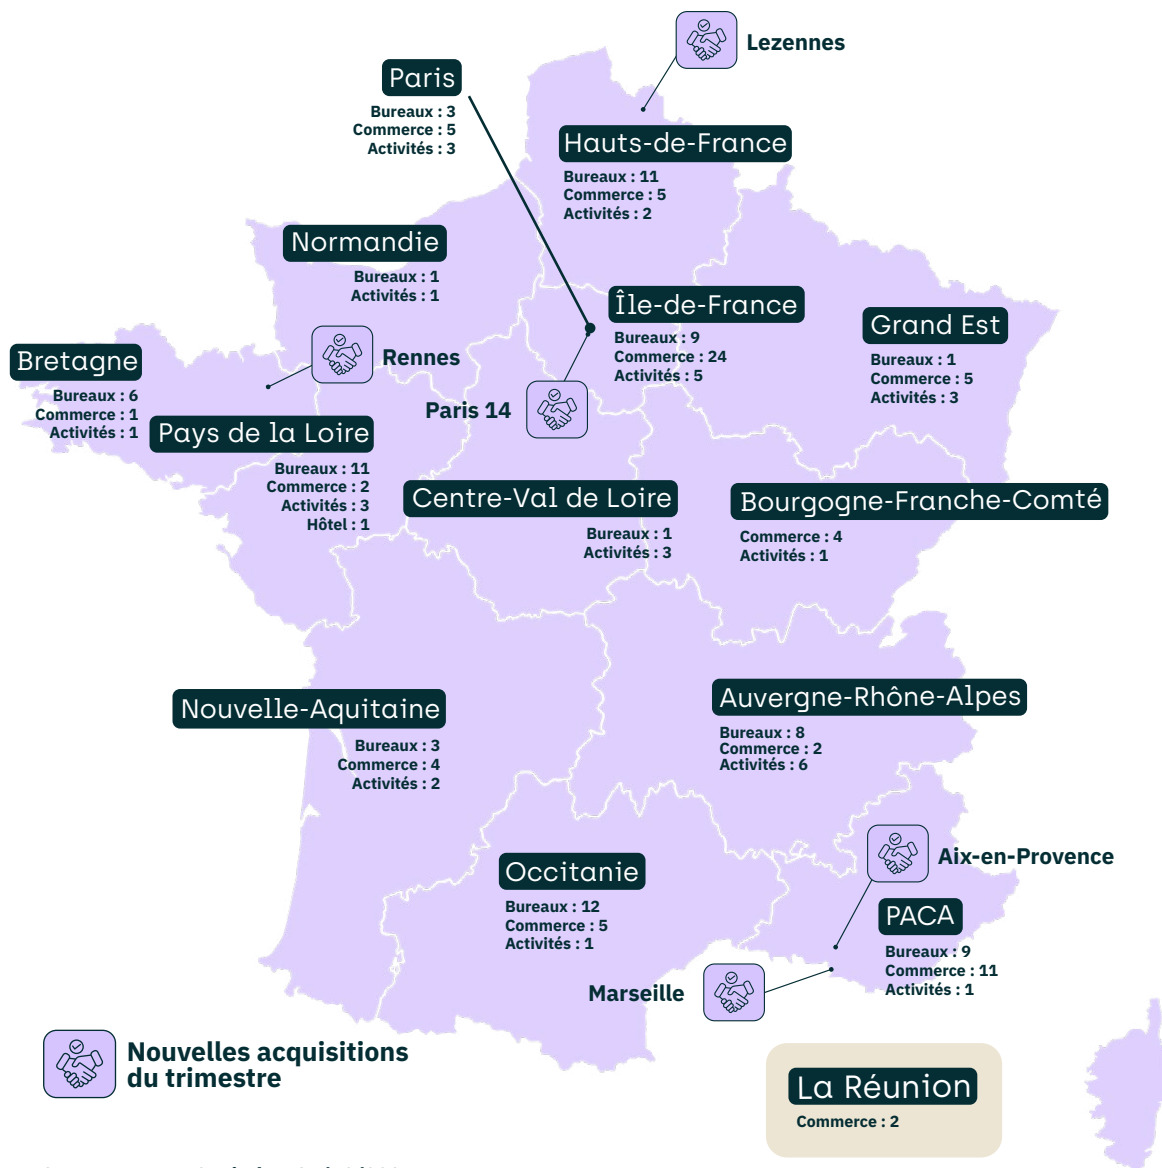 Lezennes
Paris
Bureaux : 3
Commerce : 5
Activités : 3
Hauts-de-France
Bureaux : 11
Commerce : 5
Activités : 2
Normandie
Bureaux : 1
Activités : 1
Île-de-France
Bureaux : 9
Commerce : 24
Activités : 5
Grand Est
Bureaux : 1
Commerce : 5
Activités : 3
Bretagne
Bureaux : 6
Commerce : 1
Activités : 1
Rennes
Paris 14
Pays de la Loire
Bureaux : 11
Commerce : 2
Activités : 3
Hôtel : 1
Centre-Val de Loire
Bureaux : 1
Activités : 3
Bourgogne-Franche-Comté
Commerce : 4
Activités : 1
Nouvelle-Aquitaine
Bureaux : 3
Commerce : 4
Activités : 2
Auvergne-Rhône-Alpes
Bureaux : 8
Commerce : 2
Activités : 6
Aix-en-Provence
Occitanie
Bureaux : 12
Commerce : 5
Activités : 1
PACA
Bureaux : 9
Commerce : 11
Activités : 1
Marseille
Nouvelles acquisitions
du trimestre
La Réunion
Commerce : 2